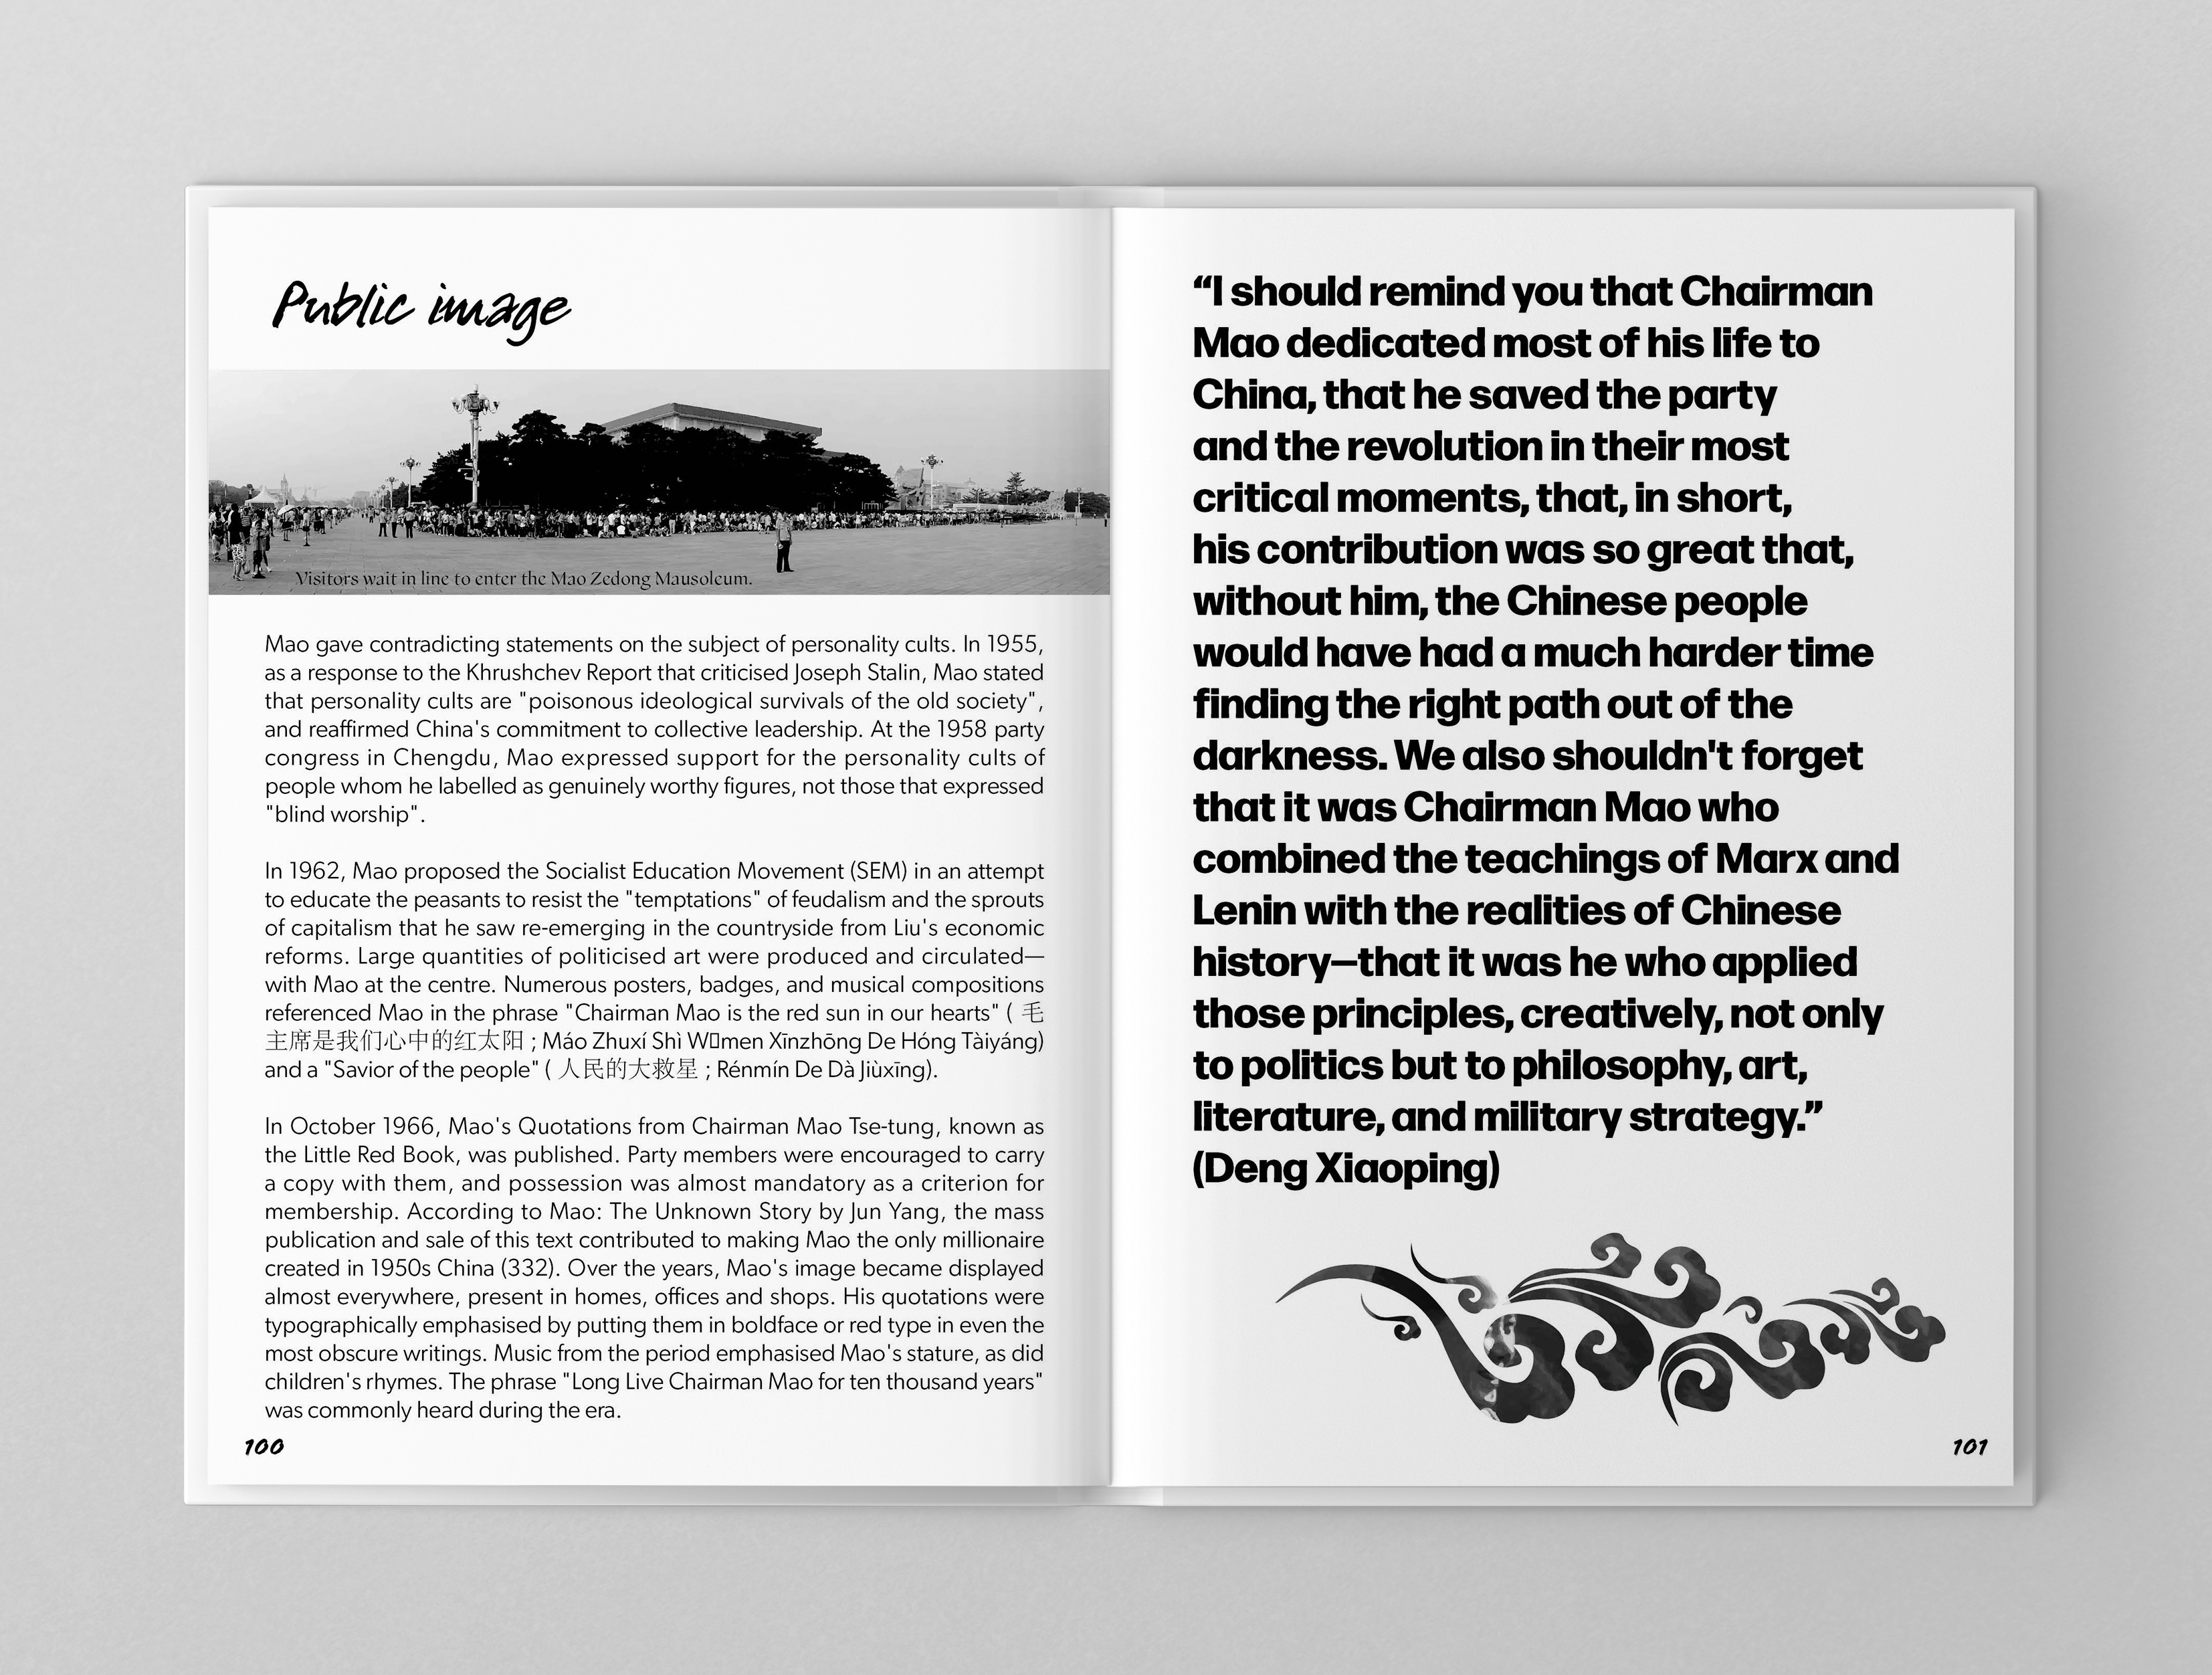 Public image
Visitors wait in line to enter the Mao Zedong Mausoleum.
Mao gave contradicting statements on the subject of personality cults. In 1955,
as a response to the Khrushchev Report that criticised Joseph Stalin, Mao stated
that personality cults are "poisonous ideological survivals of the old society",
and reaffirmed China's commitment to collective leadership. At the 1958 party
congress in Chengdu, Mao expressed support for the personality cults of
people whom he labelled as genuinely worthy figures, not those that expressed
"blind worship".
In 1962, Mao proposed the Socialist Education Movement (SEM) in an attempt
to educate the peasants to resist the "temptations" of feudalism and the sprouts
of capitalism that he saw re-emerging in the countryside from Liu's economic
reforms. Large quantities of politicised art were produced and circulated—
with Mao at the centre. Numerous posters, badges, and musical compositions
referenced Mao in the phrase "Chairman Mao is the red sun in our hearts" ( 毛
主席是我们心中的红太阳 ; Máo Zhuxí Shì W▯men Xīnzhōng De Hóng Tàiyáng)
and a "Savior of the people" ( 人民的大救星 ; Rénmín De Dà Jiùxīng).
In October 1966, Mao's Quotations from Chairman Mao Tse-tung, known as
the Little Red Book, was published. Party members were encouraged to carry
a copy with them, and possession was almost mandatory as a criterion for
membership. According to Mao: The Unknown Story by Jun Yang, the mass
publication and sale of this text contributed to making Mao the only millionaire
created in 1950s China (332). Over the years, Mao's image became displayed
almost everywhere, present in homes, offices and shops. His quotations were
typographically emphasised by putting them in boldface or red type in even the
most obscure writings. Music from the period emphasised Mao's stature, as did
children's rhymes. The phrase "Long Live Chairman Mao for ten thousand years"
was commonly heard during the era.
100
“I should remind you that Chairman
Mao dedicated most of his life to
China, that he saved the party
and the revolution in their most
critical moments, that, in short,
his contribution was so great that,
without him, the Chinese people
would have had a much harder time
finding the right path out of the
darkness. We also shouldn't forget
that it was Chairman Mao who
combined the teachings of Marx and
Lenin with the realities of Chinese
history—that it was he who applied
those principles, creatively, not only
to politics but to philosophy, art,
literature, and military strategy.”
(Deng Xiaoping)
101